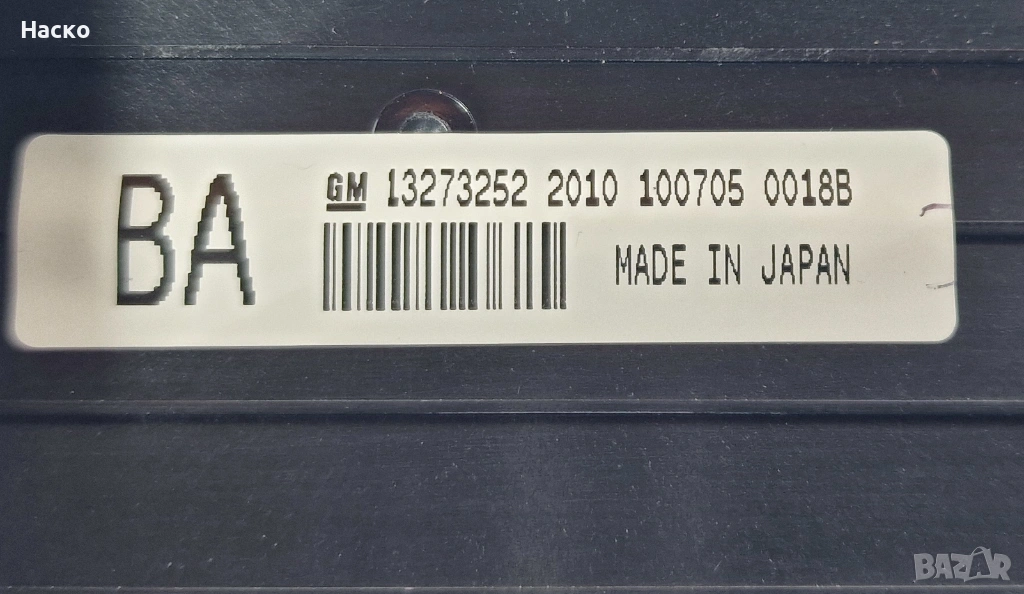 Наско
BA
GM 13273252 2010 100705 0018B
MADE IN JAPAN
BAZAR